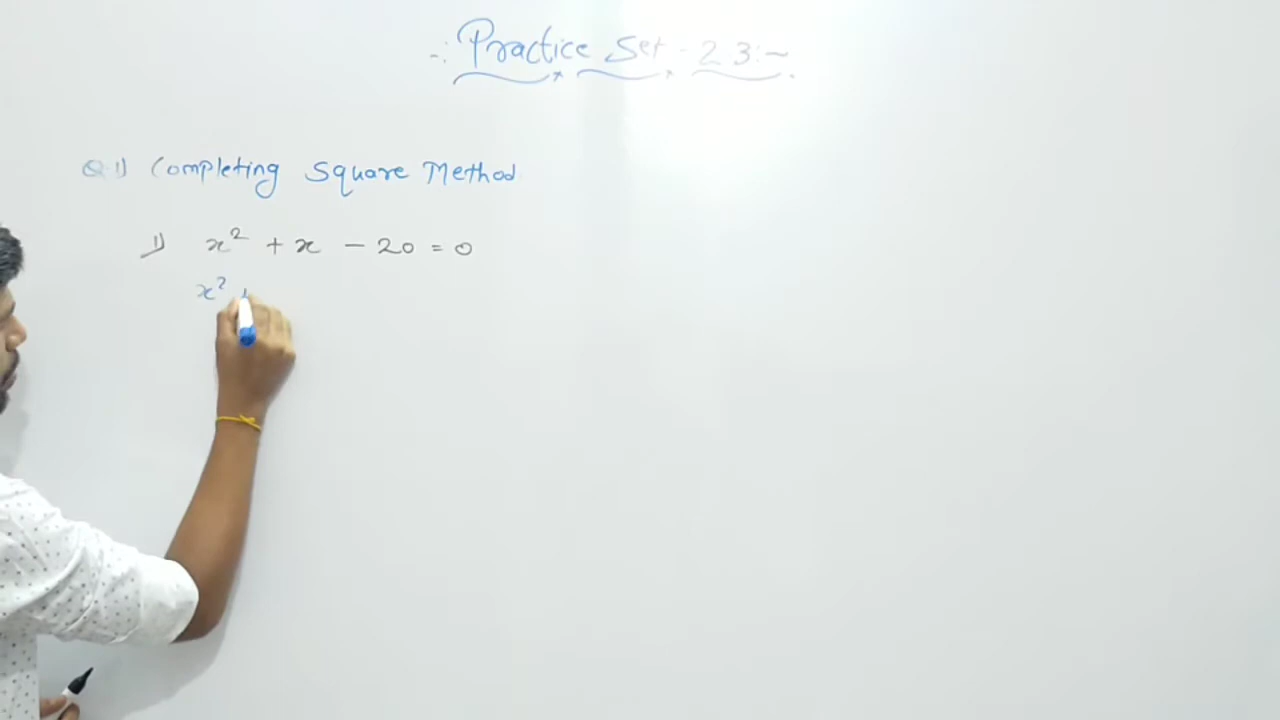 -: Practice Set - 2.3:~
Q.1) Completing Square Method
1) x² + x - 20 = 0
x² +